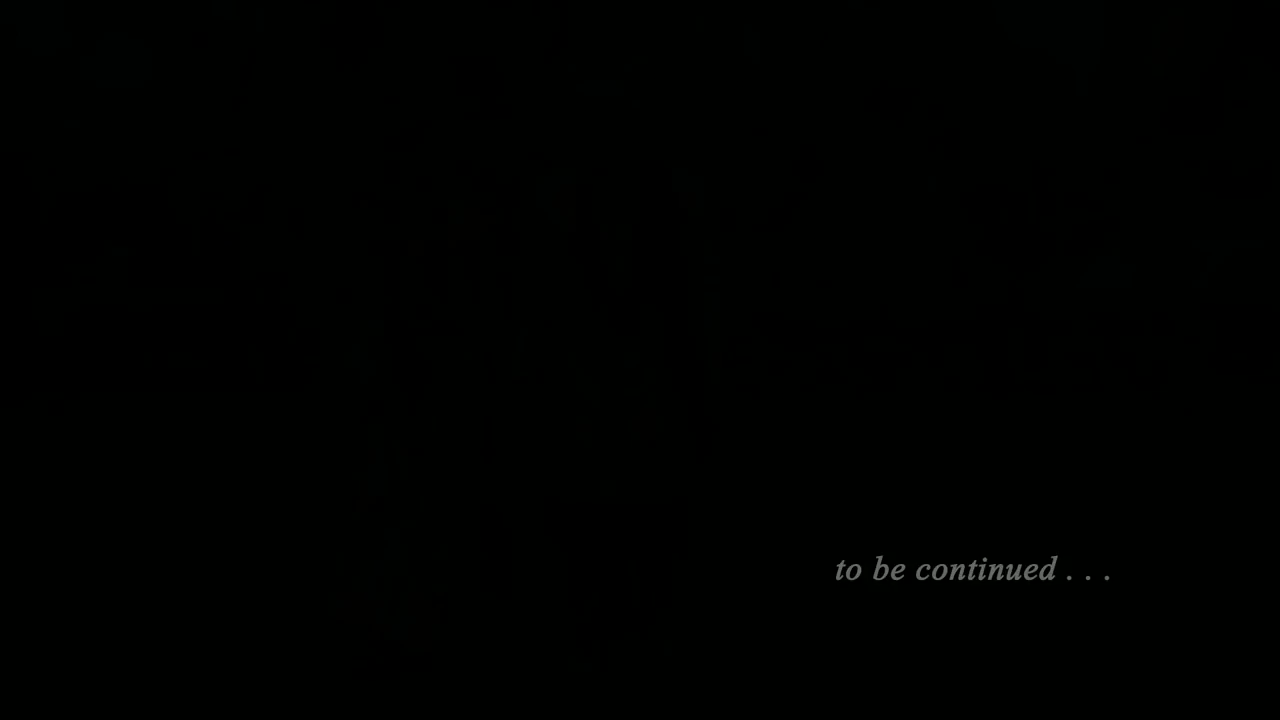 to be continued . . .